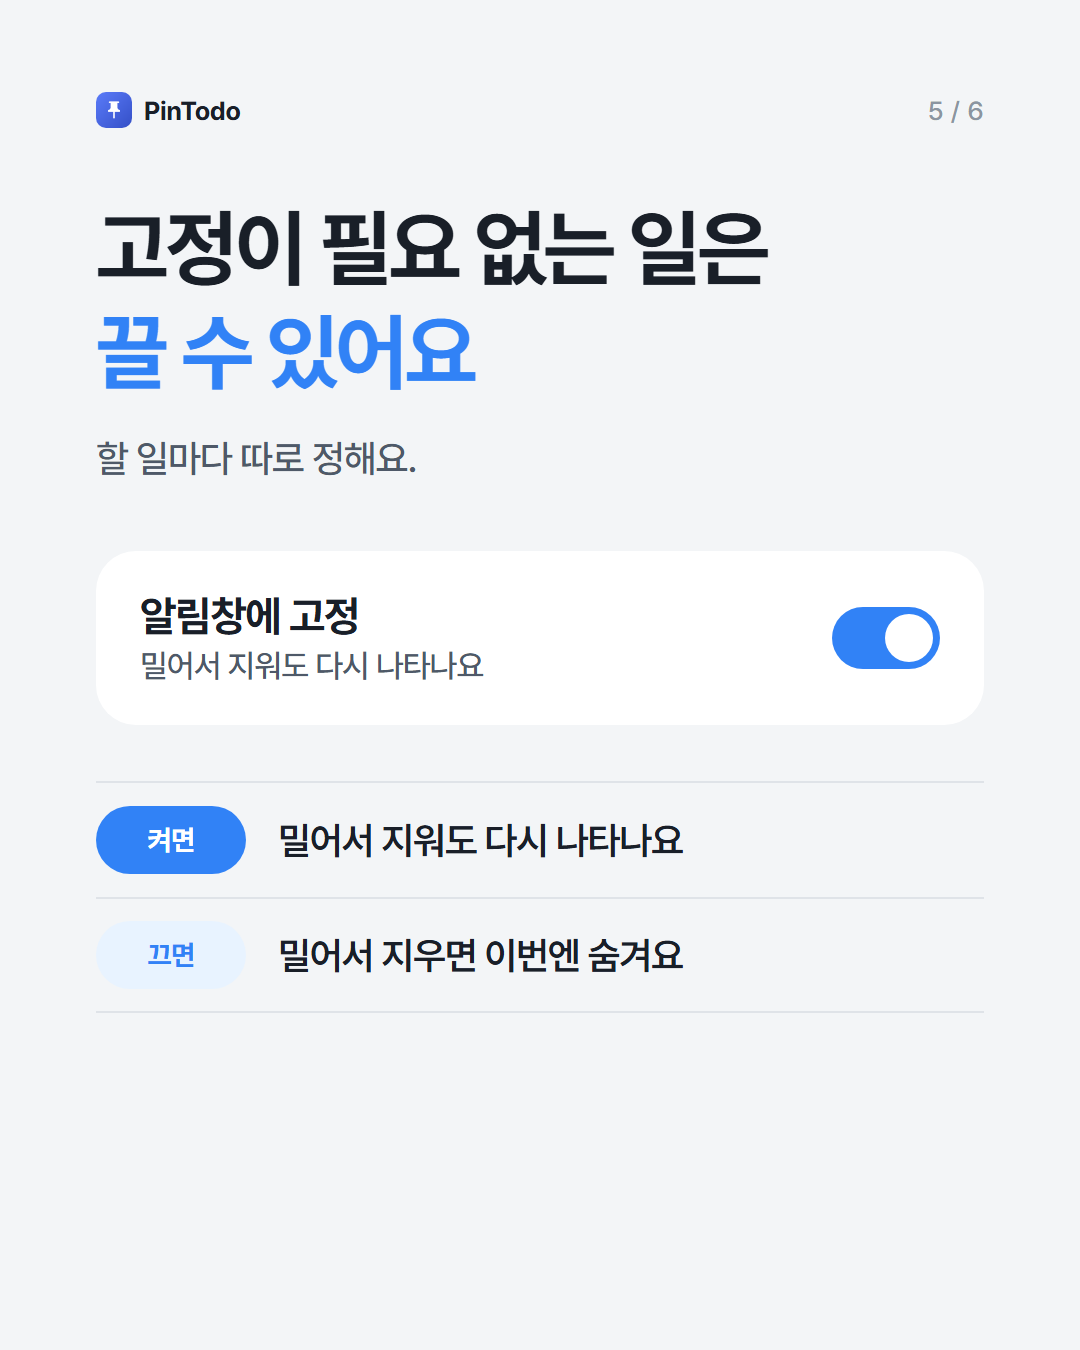 PinTodo
5 / 6
고정이 필요 없는 일은
끌 수 있어요
할 일마다 따로 정해요.
알림창에 고정
밀어서 지워도 다시 나타나요
켜면
밀어서 지워도 다시 나타나요
끄면
밀어서 지우면 이번엔 숨겨요